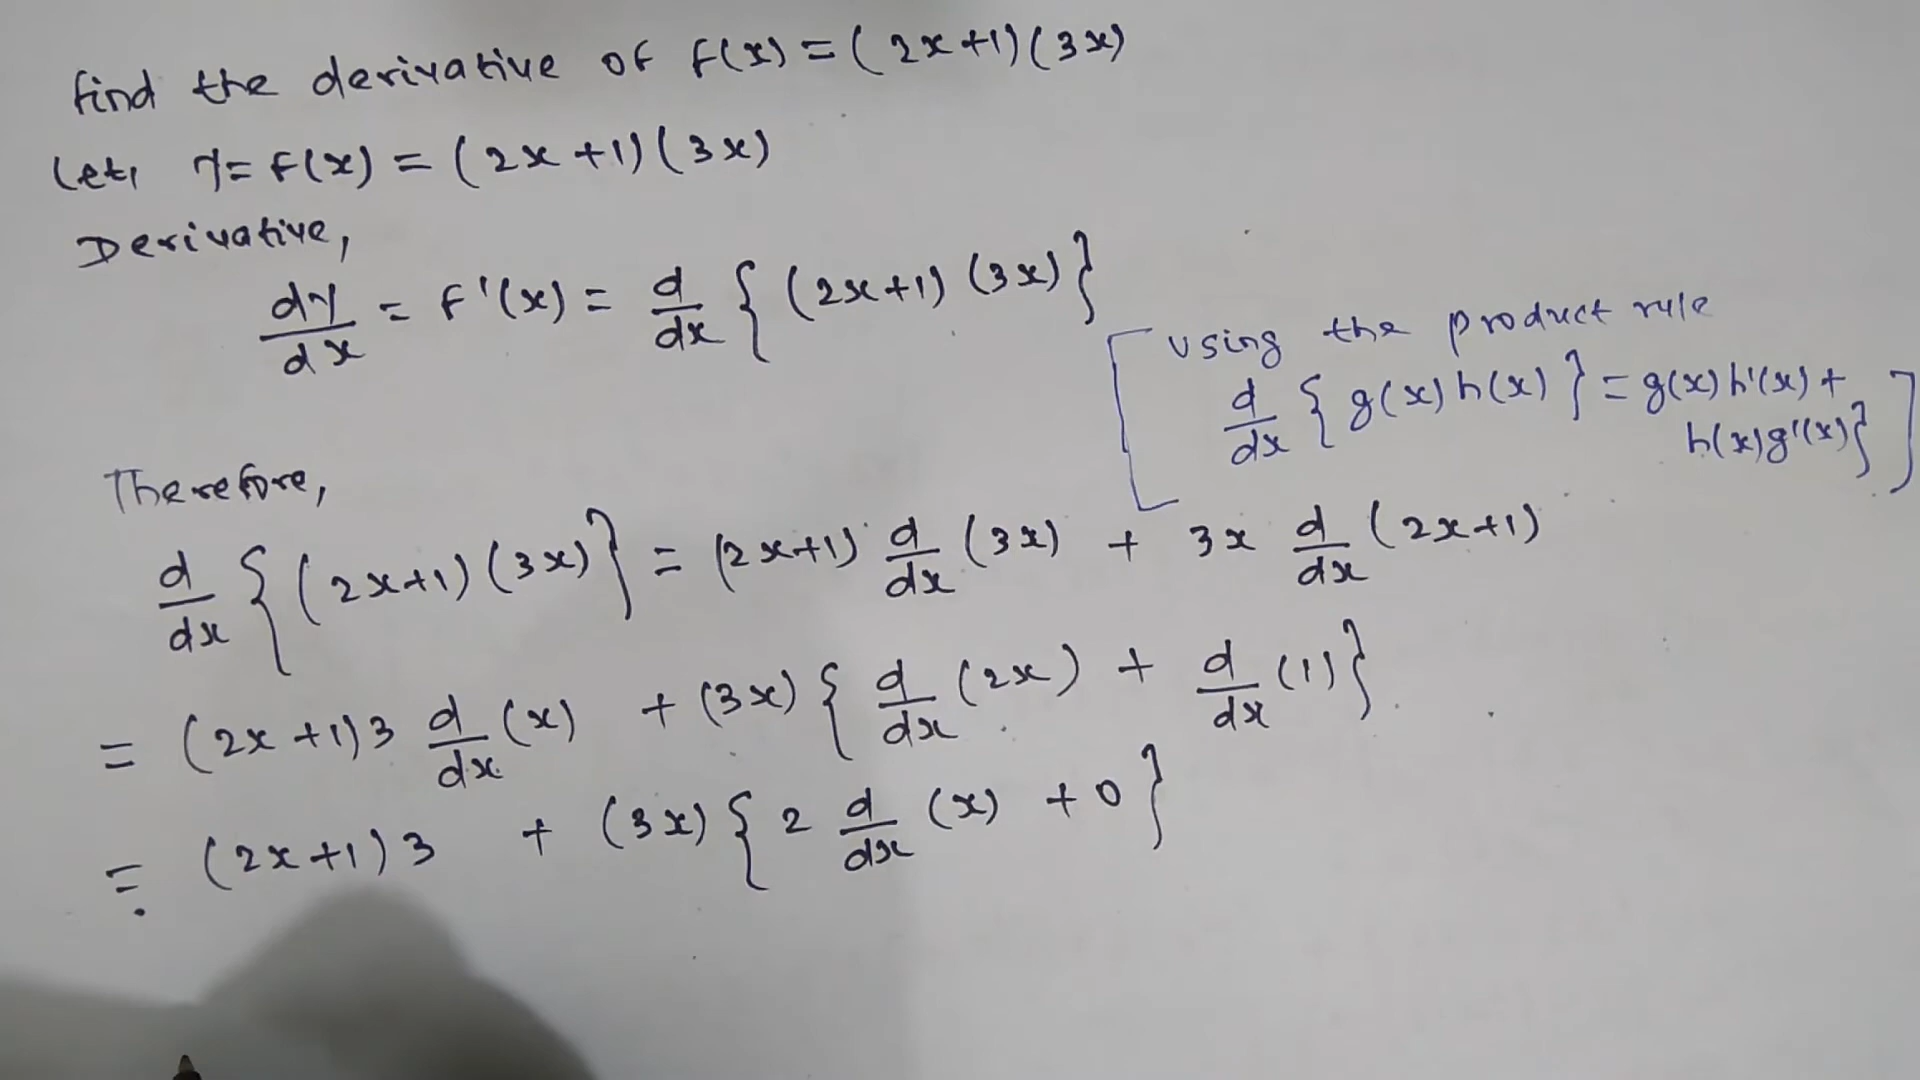 find the derivative of f(x) = (2x+1)(3x)
Let, y = f(x) = (2x+1)(3x)
Derivative,
dy/dx = f'(x) = d/dx {(2x+1) (3x)}
[using the product rule
d/dx {g(x) h(x)} = g(x) h'(x) +
h(x) g'(x)}]
Therefore,
d/dx {(2x+1)(3x)} = (2x+1) d/dx (3x) + 3x d/dx (2x+1)
= (2x+1)3 d/dx (x) + (3x) {d/dx (2x) + d/dx (1)}
= (2x+1)3 + (3x) {2 d/dx (x) + 0}